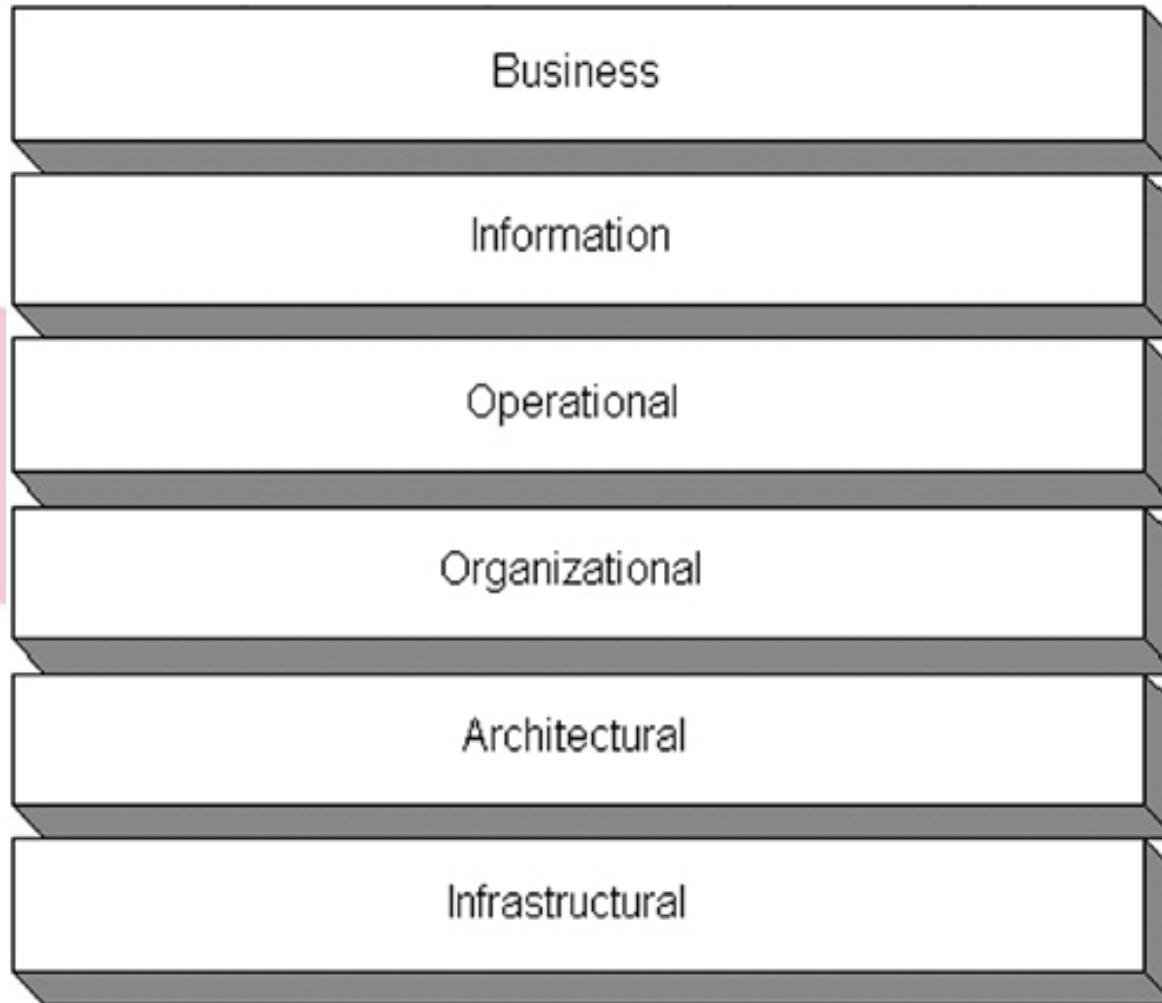 Business
Information
Operational
Organizational
Architectural
Infrastructural